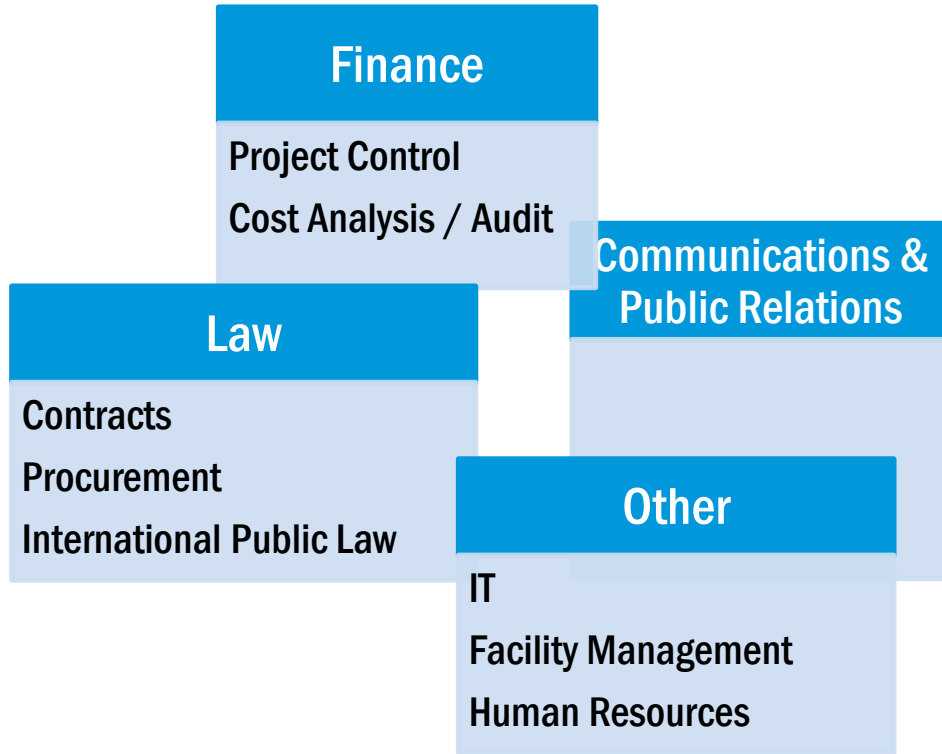 Finance
Project Control
Cost Analysis / Audit
Communications &
Public Relations
Law
Contracts
Procurement
International Public Law
Other
IT
Facility Management
Human Resources